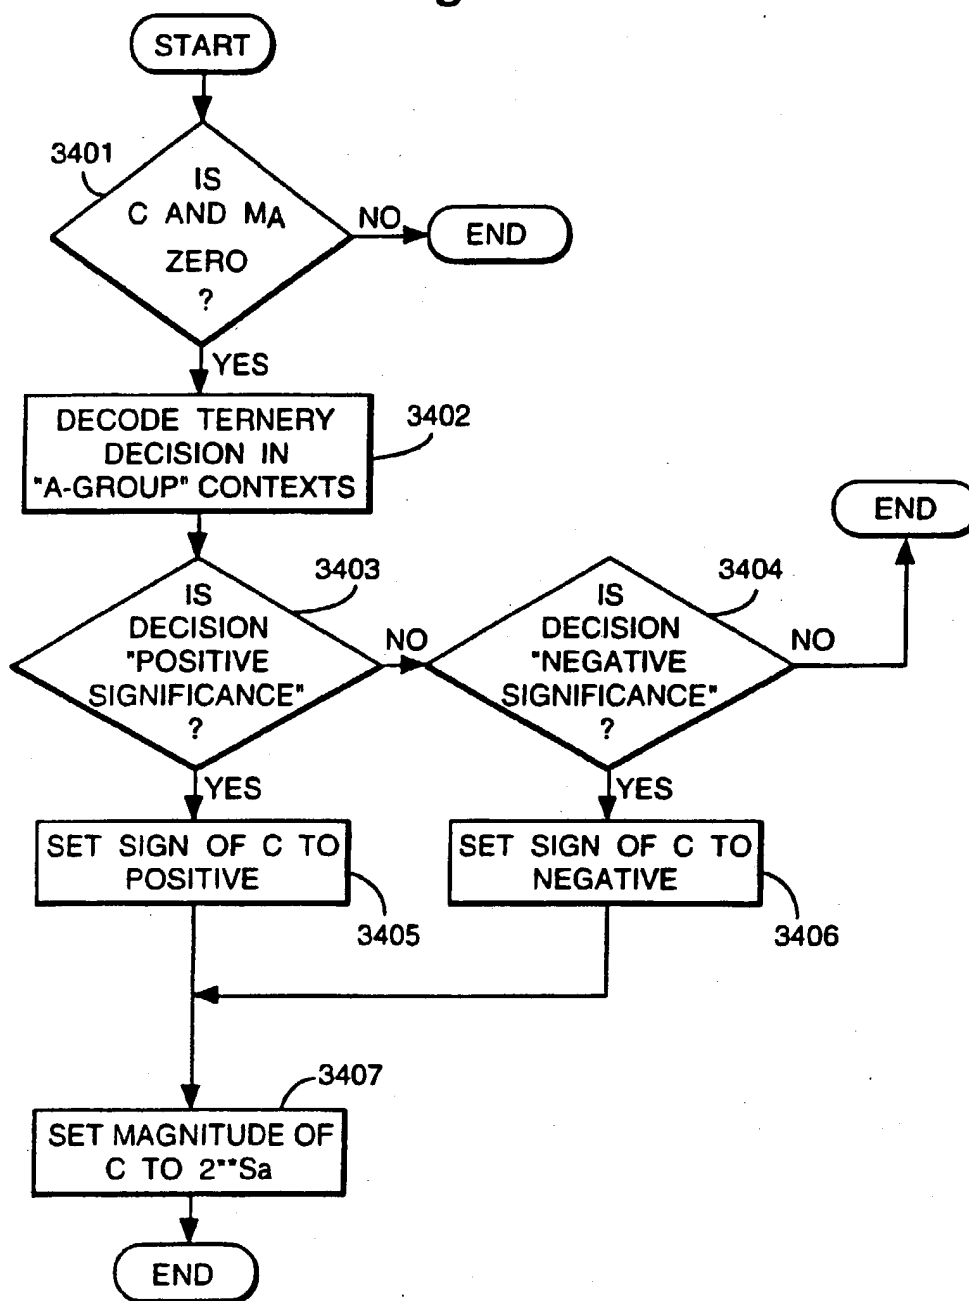 START
3401
IS
C AND MA
ZERO
?
NO
END
YES
DECODE TERNERY
DECISION IN
"A-GROUP" CONTEXTS
3402
END
3403
IS
DECISION
"POSITIVE
SIGNIFICANCE"
?
NO
3404
IS
DECISION
"NEGATIVE
SIGNIFICANCE"
?
NO
YES
YES
SET SIGN OF C TO
POSITIVE
3405
SET SIGN OF C TO
NEGATIVE
3406
3407
SET MAGNITUDE OF
C TO 2**Sa
END